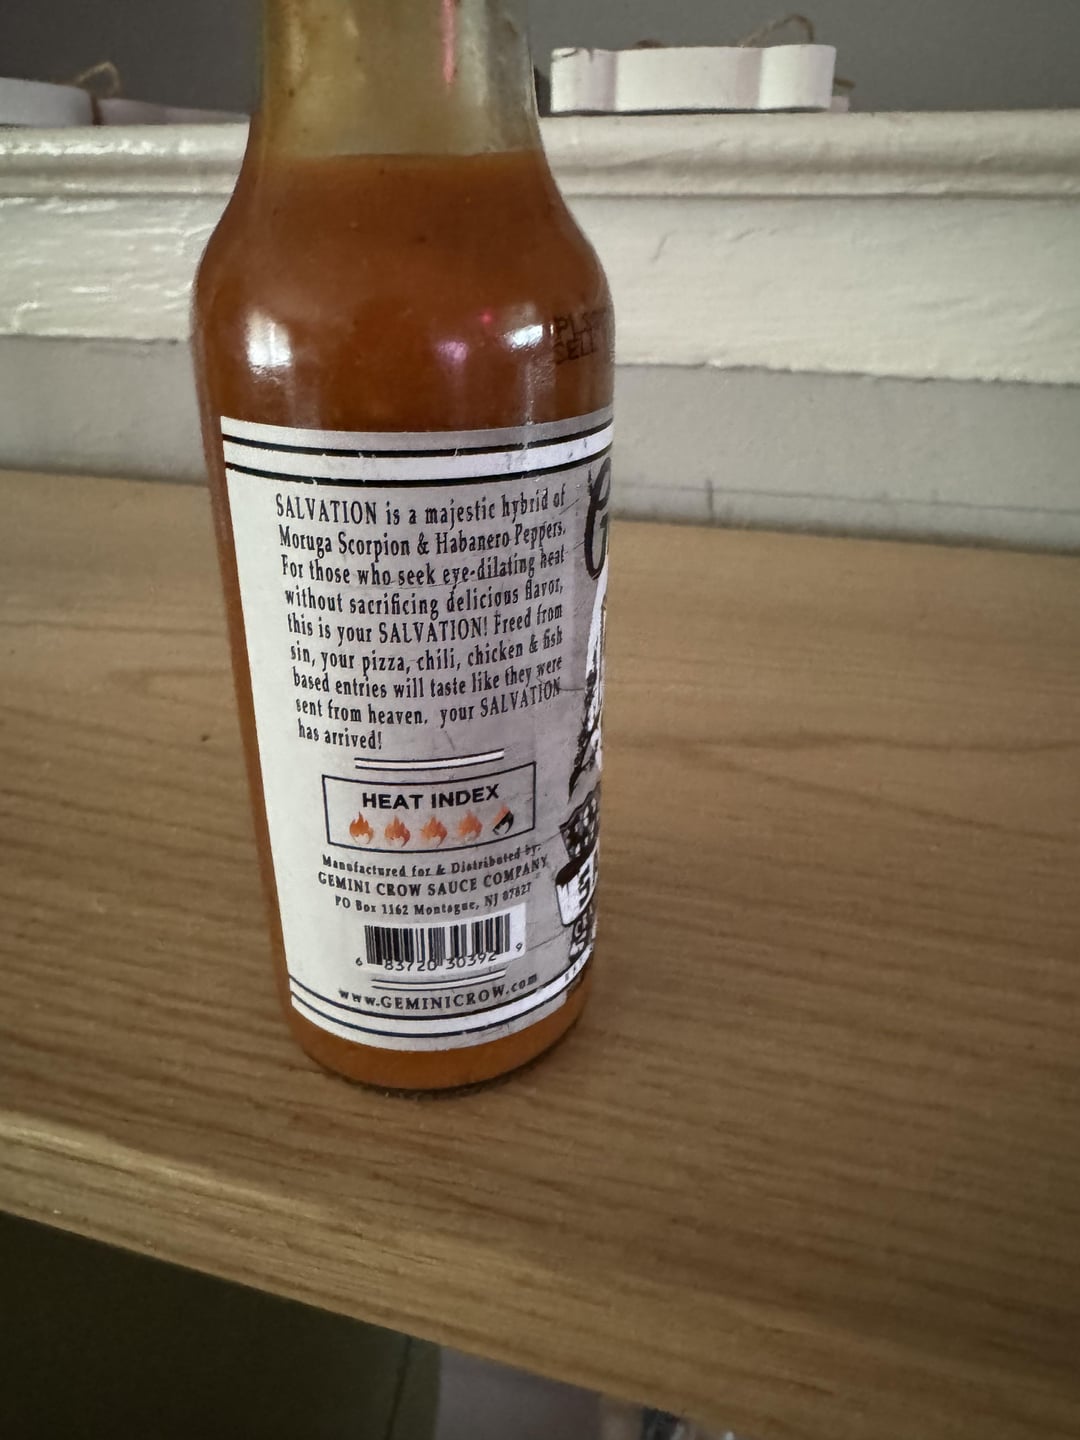 SALVATION is a majestic hybrid of
Moruga Scorpion & Habanero Peppers.
For those who seek eye-dilating heat
without sacrificing delicious flavor,
this is your SALVATION! Freed from
sin, your pizza, chili, chicken & fish
based entries will taste like they were
sent from heaven. your SALVATION
has arrived!
HEAT INDEX
Manufactured for & Distributed by:
GEMINI CROW SAUCE COMPANY
PO Box 1162 Montague, NJ 07827
6 83720 30392 9
www.GEMINICROW.com